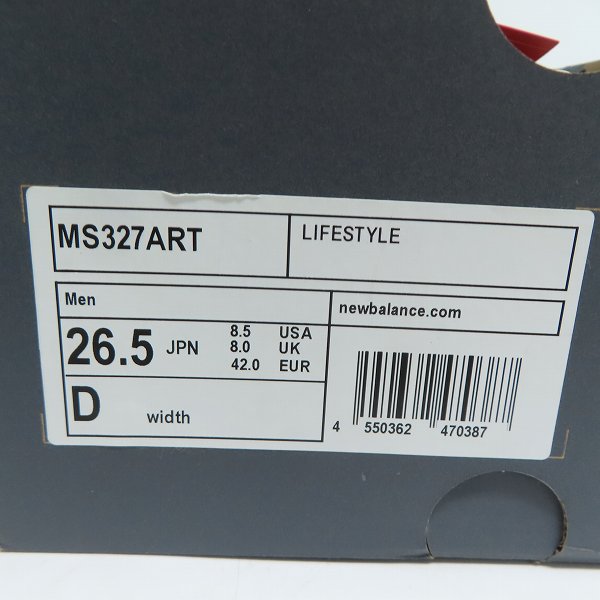 MS327ART
LIFESTYLE
Men
newbalance.com
26.5 JPN
8.5 USA
8.0 UK
42.0 EUR
D width
4 550362 470387